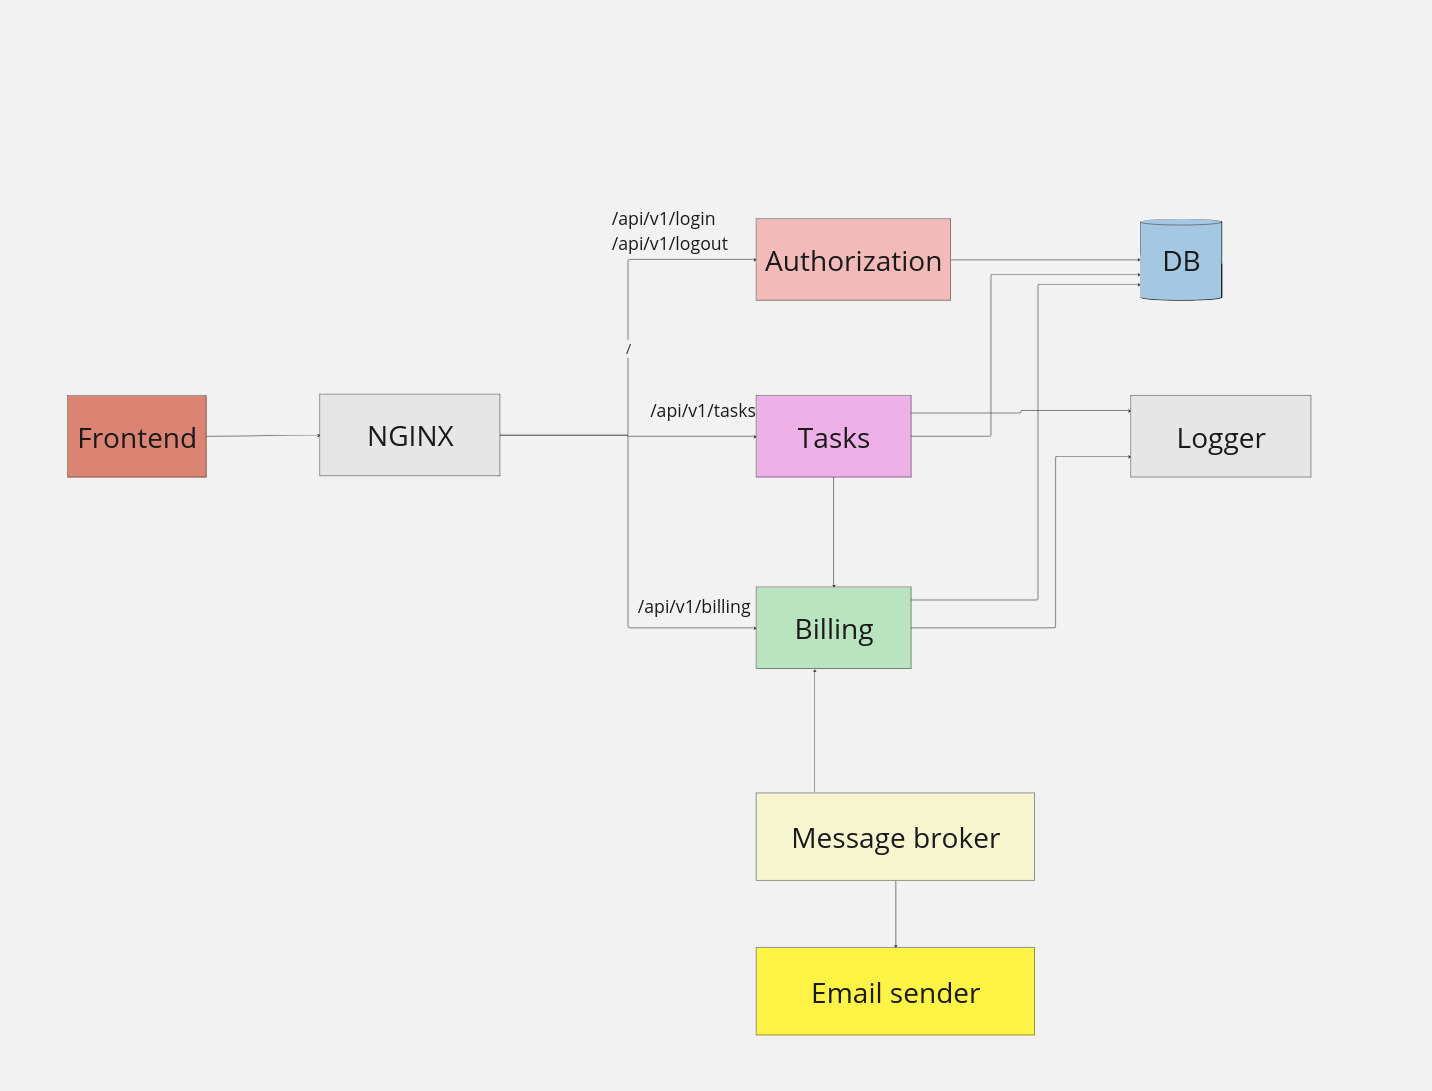 /api/v1/login
/api/v1/logout
Authorization
DB
/
Frontend
NGINX
/api/v1/tasks
Tasks
Logger
/api/v1/billing
Billing
Message broker
Email sender